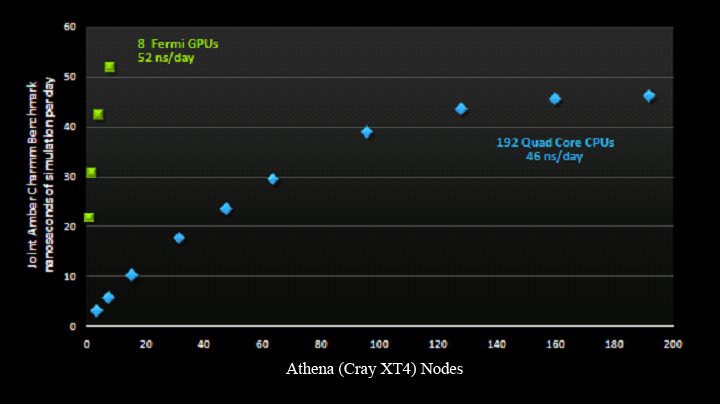 60
50
40
30
20
10
0
0 20 40 60 80 100 120 140 160 180 200
Joint Amber Charmm Benchmark
nanoseconds of simulation per day
8 Fermi GPUs
52 ns/day
192 Quad Core CPUs
46 ns/day
Athena (Cray XT4) Nodes